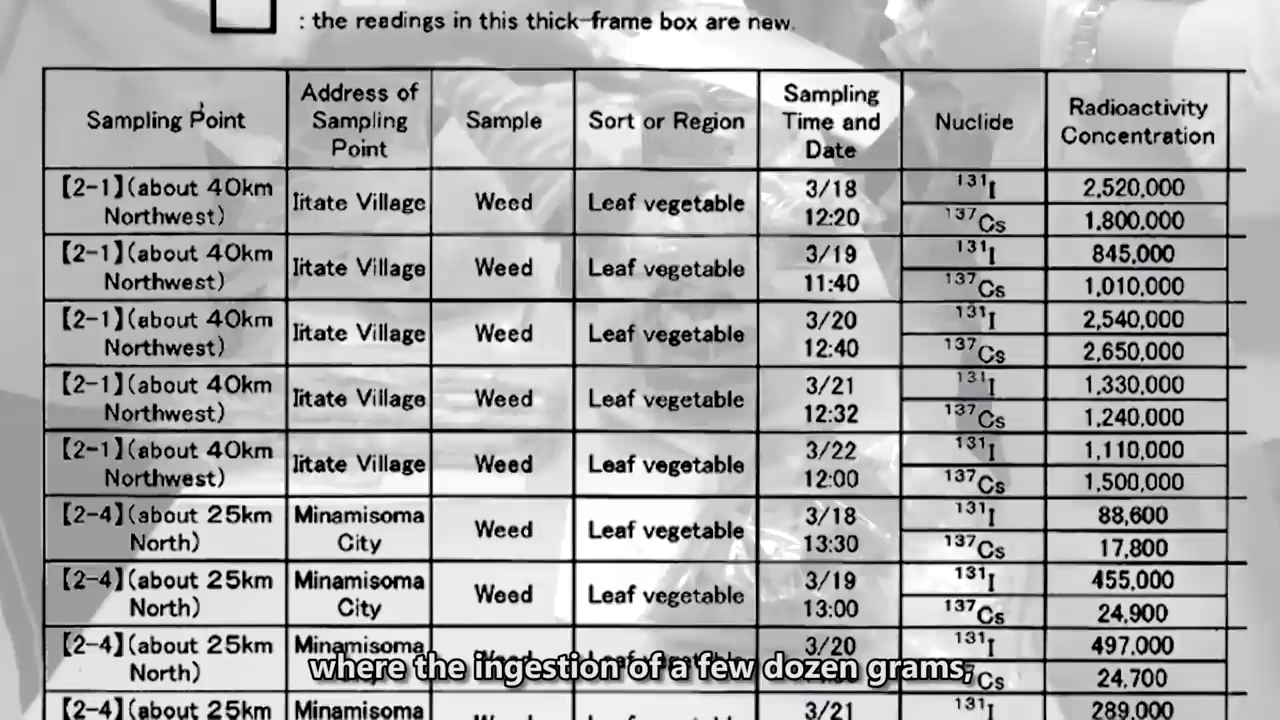 : the readings in this thick-frame box are new.
Sampling Point Address of Sampling Point Sample Sort or Region Sampling Time and Date Nuclide Radioactivity Concentration
【2-1】(about 40km Northwest) Iitate Village Weed Leaf vegetable 3/18 12:20 131I 2,520,000
137Cs 1,800,000
【2-1】(about 40km Northwest) Iitate Village Weed Leaf vegetable 3/19 11:40 131I 845,000
137Cs 1,010,000
【2-1】(about 40km Northwest) Iitate Village Weed Leaf vegetable 3/20 12:40 131I 2,540,000
137Cs 2,650,000
【2-1】(about 40km Northwest) Iitate Village Weed Leaf vegetable 3/21 12:32 131I 1,330,000
137Cs 1,240,000
【2-1】(about 40km Northwest) Iitate Village Weed Leaf vegetable 3/22 12:00 131I 1,110,000
137Cs 1,500,000
【2-4】(about 25km North) Minamisoma City Weed Leaf vegetable 3/18 13:30 131I 88,600
137Cs 17,800
【2-4】(about 25km North) Minamisoma City Weed Leaf vegetable 3/19 13:00 131I 455,000
137Cs 24,900
【2-4】(about 25km North) Minamisoma 3/20 131I 497,000
Cs 24,700
where the ingestion of a few dozen grams,
【2-4】(about 25km Minamisoma 3/21 131I 289,000